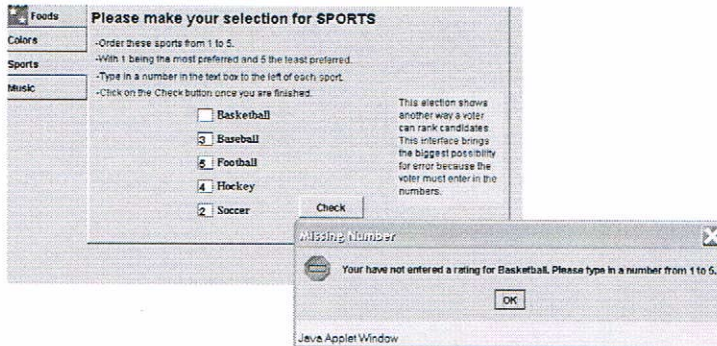 Foods
Colors
Sports
Music
Please make your selection for SPORTS
-Order these sports from 1 to 5.
-With 1 being the most preferred and 5 the least preferred.
-Type in a number in the text box to the left of each sport.
-Click on the Check button once you are finished.
Basketball
3 Baseball
5 Football
4 Hockey
2 Soccer
This election shows
another way a voter
can rank candidates.
This interface brings
the biggest possibility
for error because the
voter must enter in the
numbers.
Check
Missing Number
Your have not entered a rating for Basketball. Please type in a number from 1 to 5.
OK
Java Applet Window